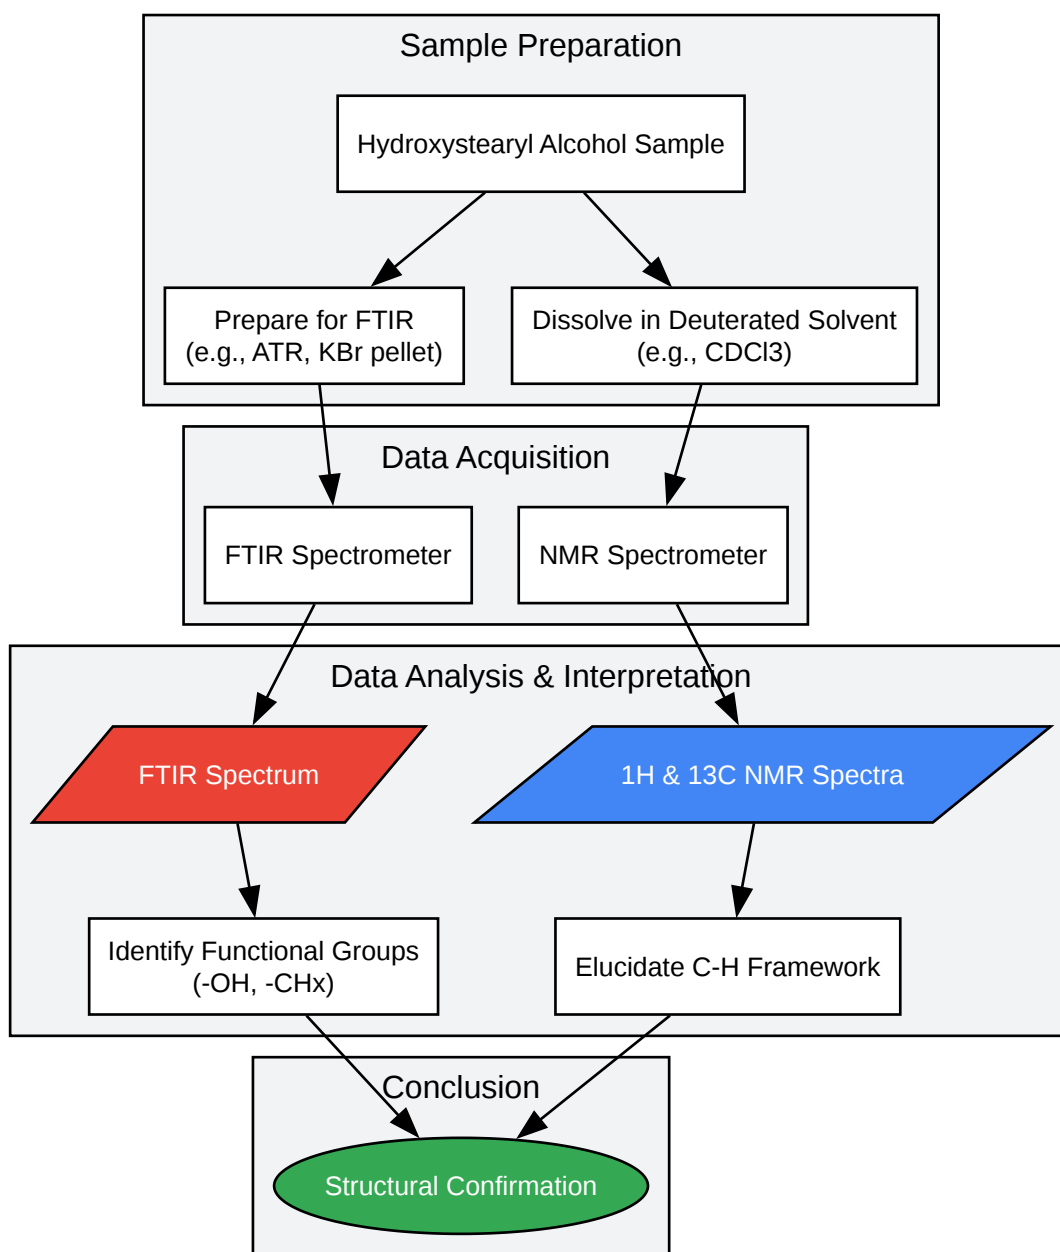 Sample Preparation
Hydroxystearyl Alcohol Sample
Prepare for FTIR
(e.g., ATR, KBr pellet)
Dissolve in Deuterated Solvent
(e.g., CDCl3)
Data Acquisition
FTIR Spectrometer
NMR Spectrometer
Data Analysis & Interpretation
FTIR Spectrum
1H & 13C NMR Spectra
Identify Functional Groups
(-OH, -CHx)
Elucidate C-H Framework
Conclusion
Structural Confirmation